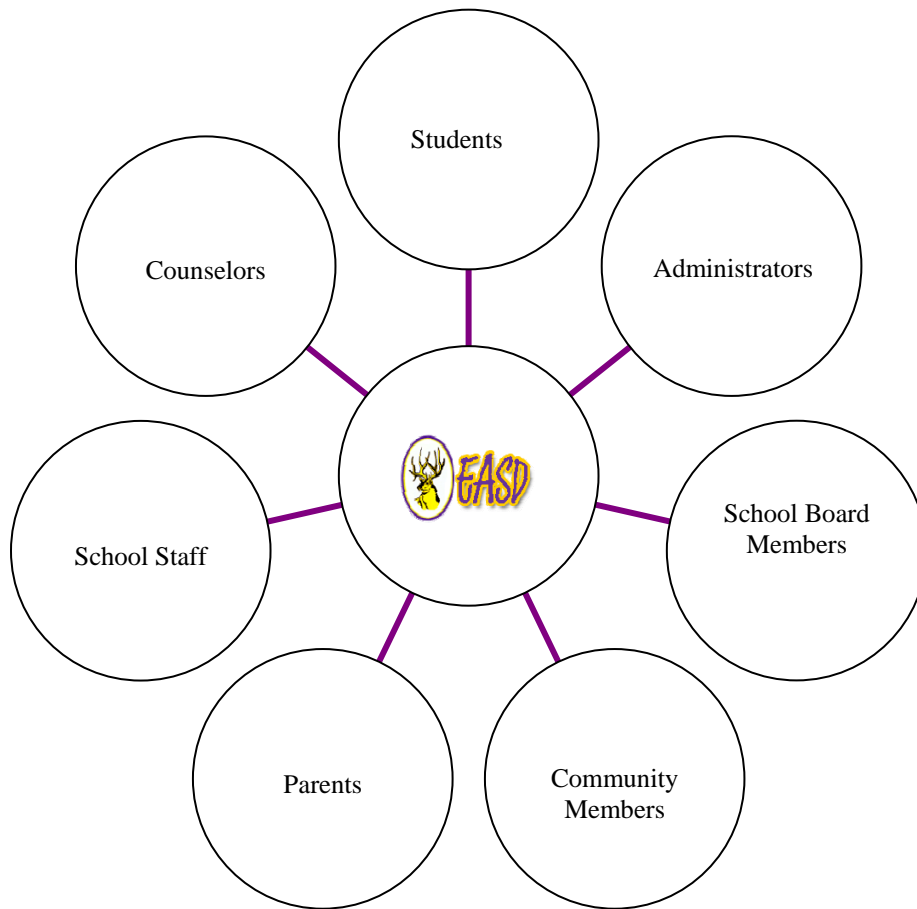 Students
Counselors
Administrators
EASD
School Staff
School Board
Members
Parents
Community
Members